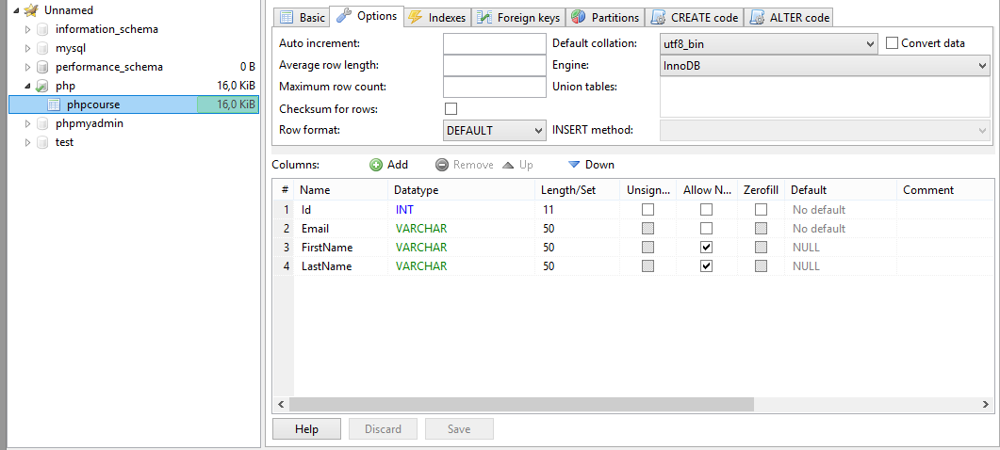 Unnamed
information_schema
mysql
performance_schema 0 B
php 16,0 KiB
phpcourse 16,0 KiB
phpmyadmin
test
Basic Options Indexes Foreign keys Partitions CREATE code ALTER code
Auto increment: Default collation: utf8_bin Convert data
Average row length: Engine: InnoDB
Maximum row count: Union tables:
Checksum for rows:
Row format: DEFAULT INSERT method:
Columns: Add Remove Up Down
# Name Datatype Length/Set Unsign... Allow N... Zerofill Default Comment
1 Id INT 11 No default
2 Email VARCHAR 50 No default
3 FirstName VARCHAR 50 NULL
4 LastName VARCHAR 50 NULL
Help Discard Save